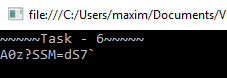 file:///C:/Users/maxim/Documents/V
~~~~~Task - 6~~~~~
A0z?SSM=dS7`